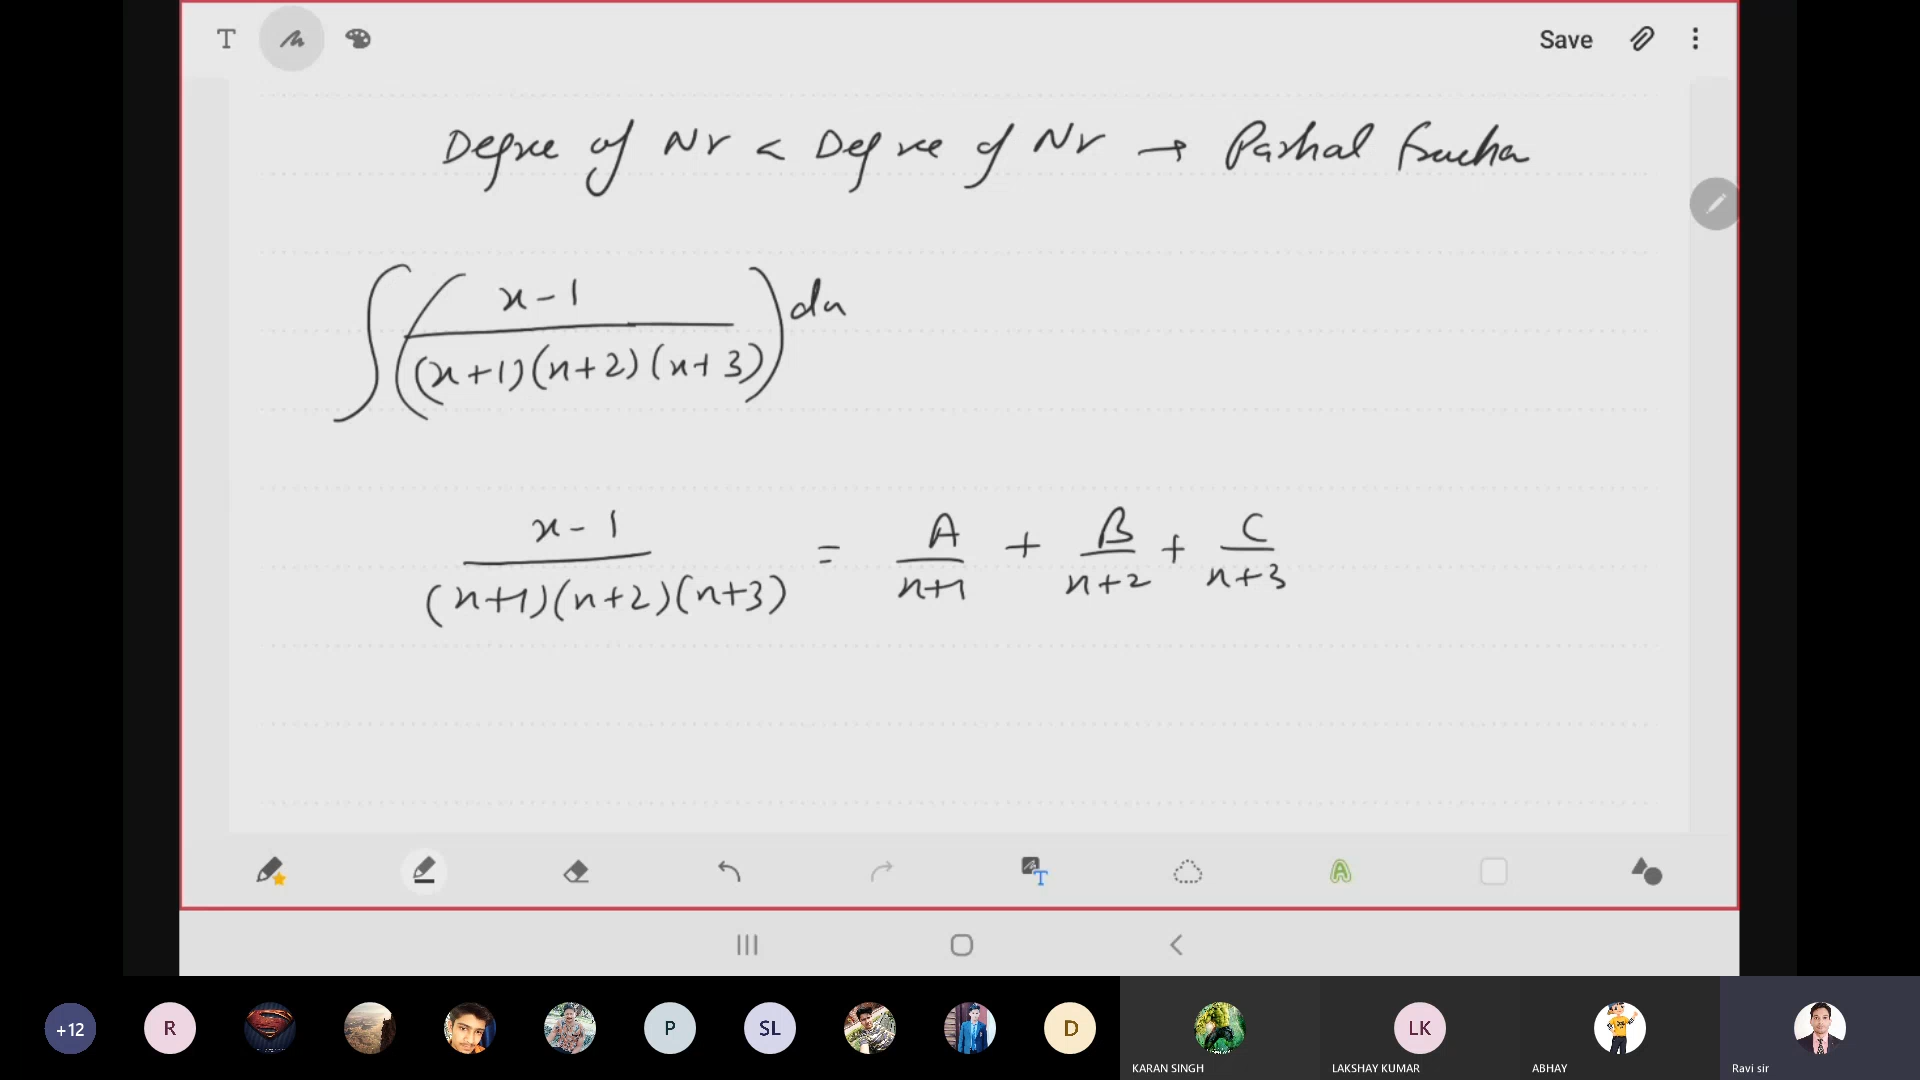 T Save
Degree of Nr < Degree of Nr → Partial fraction
∫ ( x-1 / (x+1)(x+2)(x+3) ) dx
x-1 / (x+1)(x+2)(x+3) = A / x+1 + B / x+2 + C / x+3
T A
+12 R P SL D LK
KARAN SINGH LAKSHAY KUMAR ABHAY Ravi sir